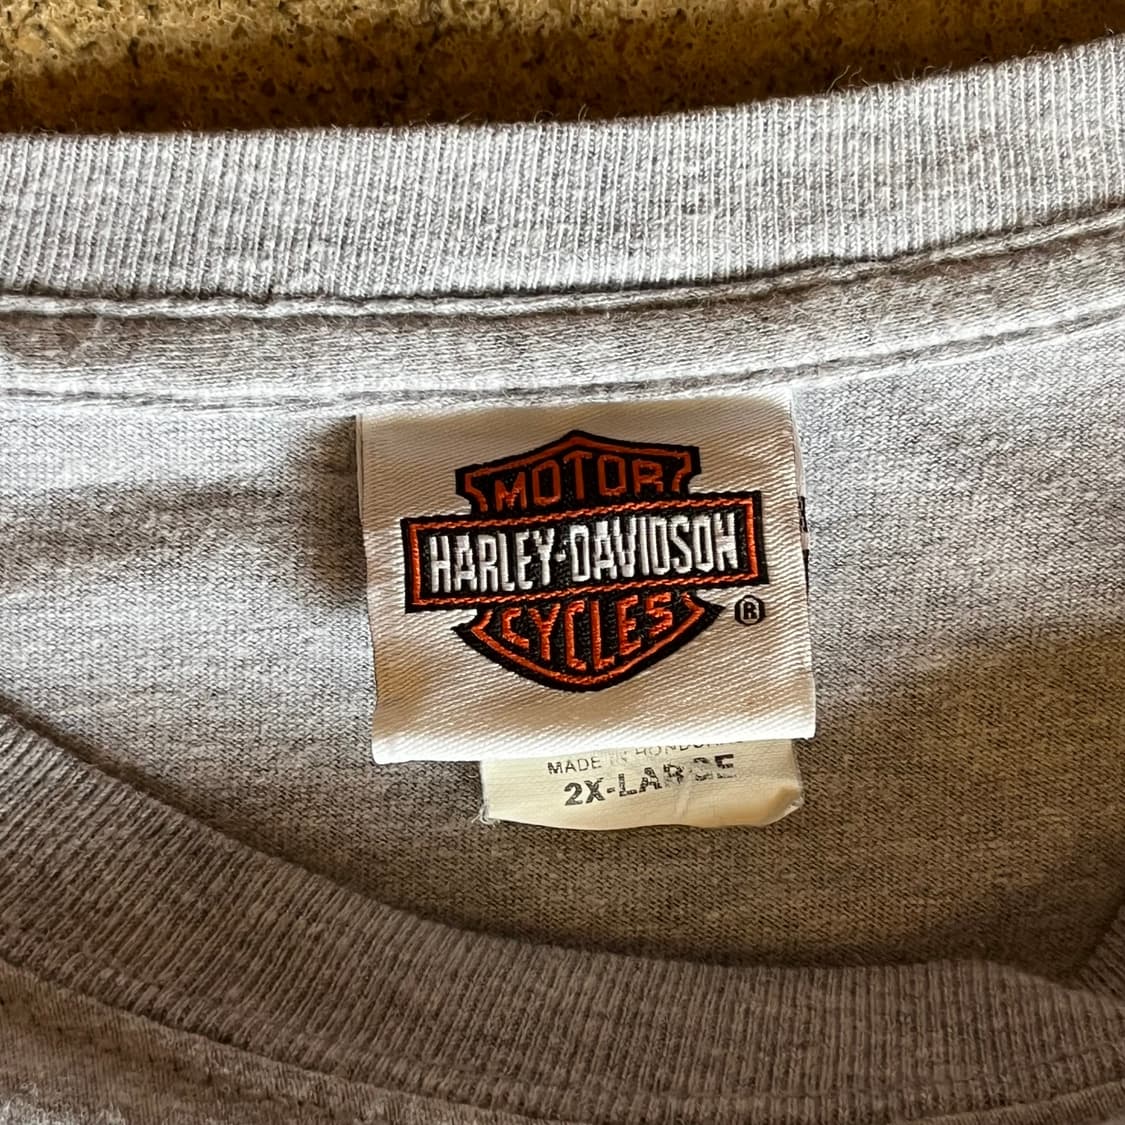 MOTOR
HARLEY-DAVIDSON
CYCLES
®
MADE IN
2X-LARGE